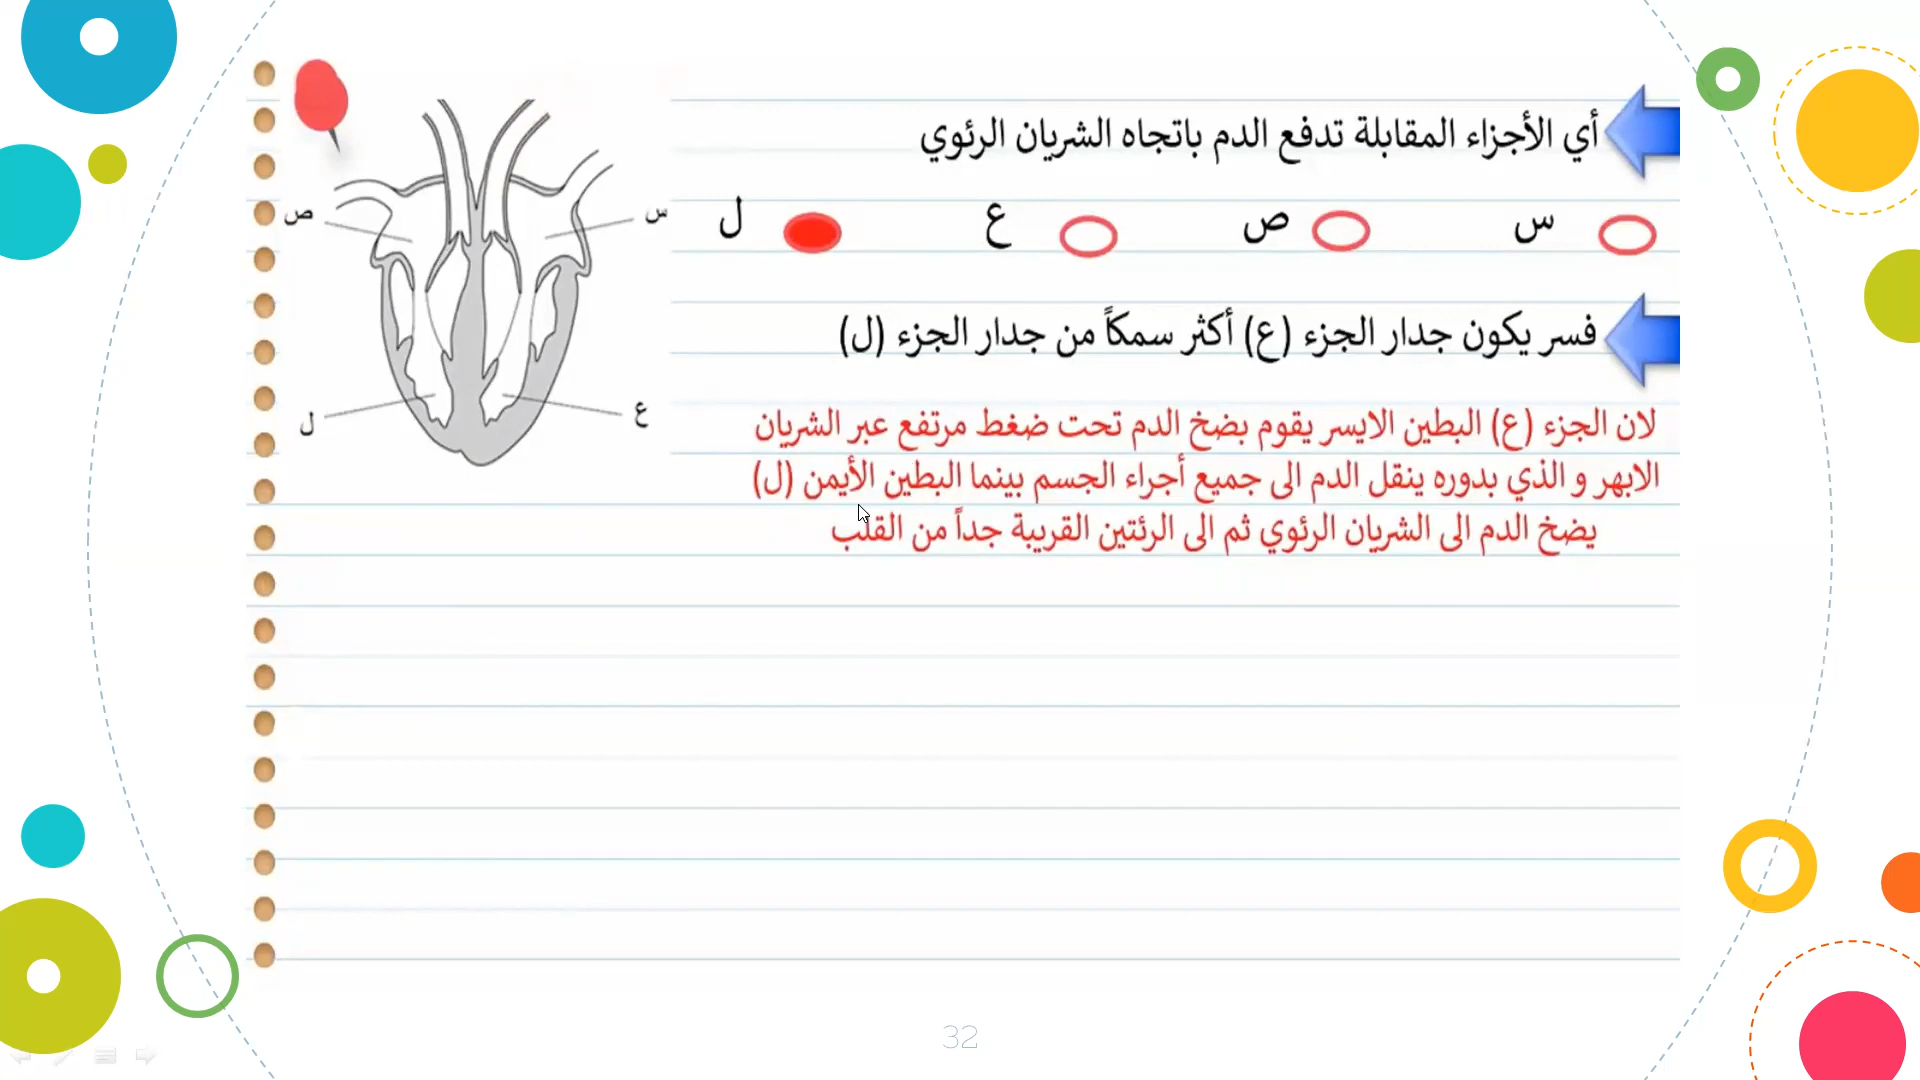 أي الأجزاء المقابلة تدفع الدم باتجاه الشريان الرئوي
س ص ع ل
فسر يكون جدار الجزء (ع) أكثر سمكاً من جدار الجزء (ل)
لان الجزء (ع) البطين الايسر يقوم بضخ الدم تحت ضغط مرتفع عبر الشريان
الابهر و الذي بدوره ينقل الدم الى جميع أجراء الجسم بينما البطين الأيمن (ل)
يضخ الدم الى الشريان الرئوي ثم الى الرئتين القريبة جداً من القلب
س
ص
ع
ل
32